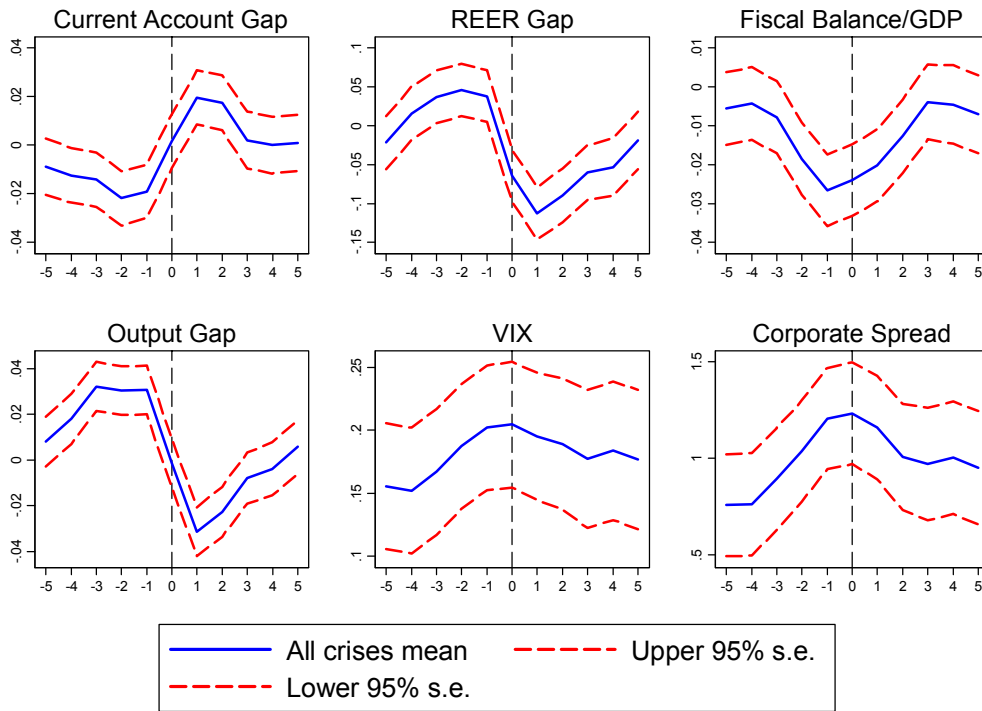 Current Account Gap
REER Gap
Fiscal Balance/GDP
.04
.02
0
-.02
-.04
-5 -4 -3 -2 -1 0 1 2 3 4 5
.1
.05
0
-.05
-.1
-.15
-5 -4 -3 -2 -1 0 1 2 3 4 5
.01
0
-.01
-.02
-.03
-.04
-5 -4 -3 -2 -1 0 1 2 3 4 5
Output Gap
VIX
Corporate Spread
.04
.02
0
-.02
-.04
-5 -4 -3 -2 -1 0 1 2 3 4 5
.25
.2
.15
.1
-5 -4 -3 -2 -1 0 1 2 3 4 5
1.5
1
.5
-5 -4 -3 -2 -1 0 1 2 3 4 5
All crises mean
Upper 95% s.e.
Lower 95% s.e.